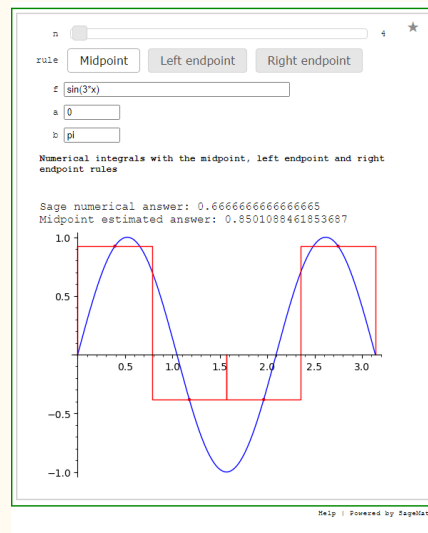 n 4
rule Midpoint Left endpoint Right endpoint
f sin(3*x)
a 0
b pi
Numerical integrals with the midpoint, left endpoint and right
endpoint rules
Sage numerical answer: 0.6666666666666665
Midpoint estimated answer: 0.8501088461853687
1.0
0.5
0.5 1.0 1.5 2.0 2.5 3.0
−0.5
−1.0
Help | Powered by SageMat